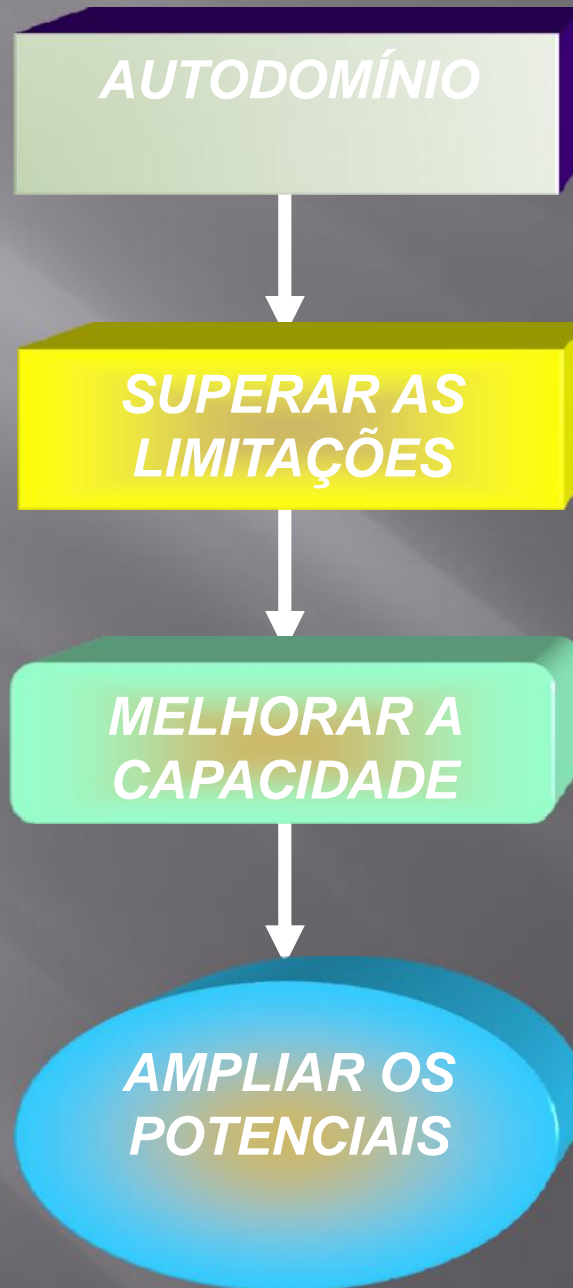 AUTODOMÍNIO
SUPERAR AS
LIMITAÇÕES
MELHORAR A
CAPACIDADE
AMPLIAR OS
POTENCIAIS